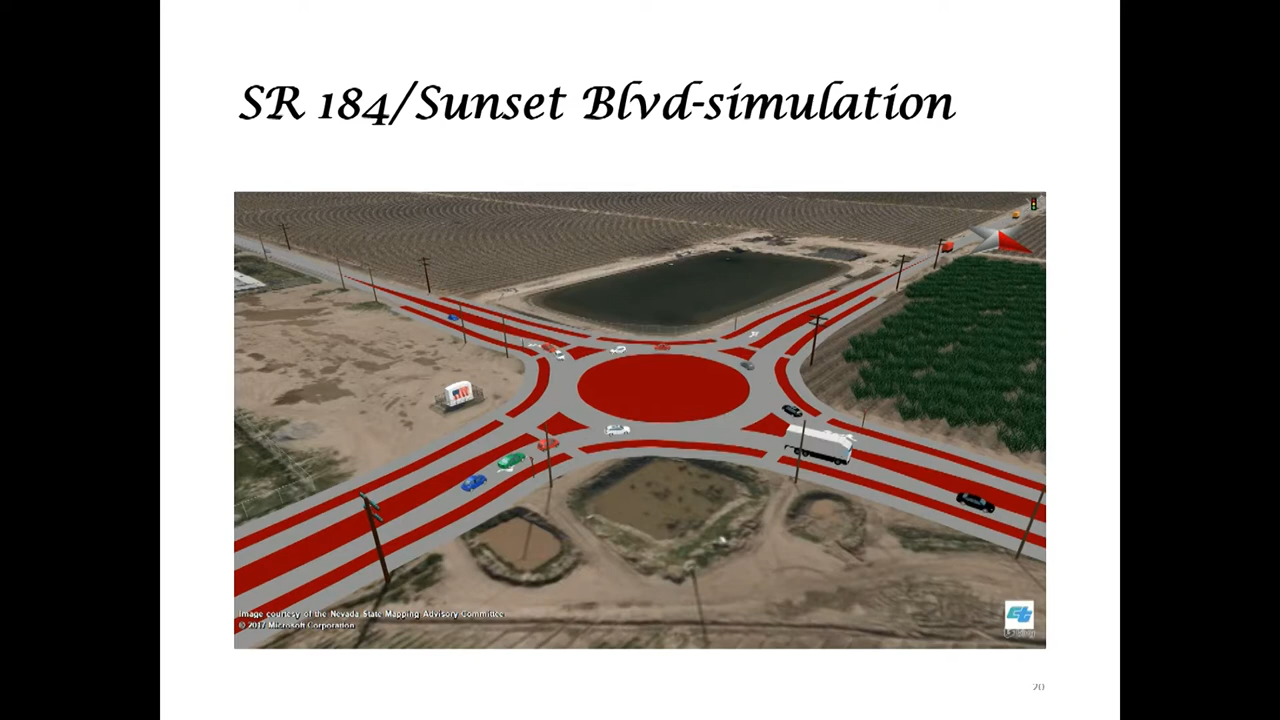 SR 184/Sunset Blvd-simulation
Image courtesy of the Nevada State Mapping Advisory Committee
© 2017 Microsoft Corporation
20